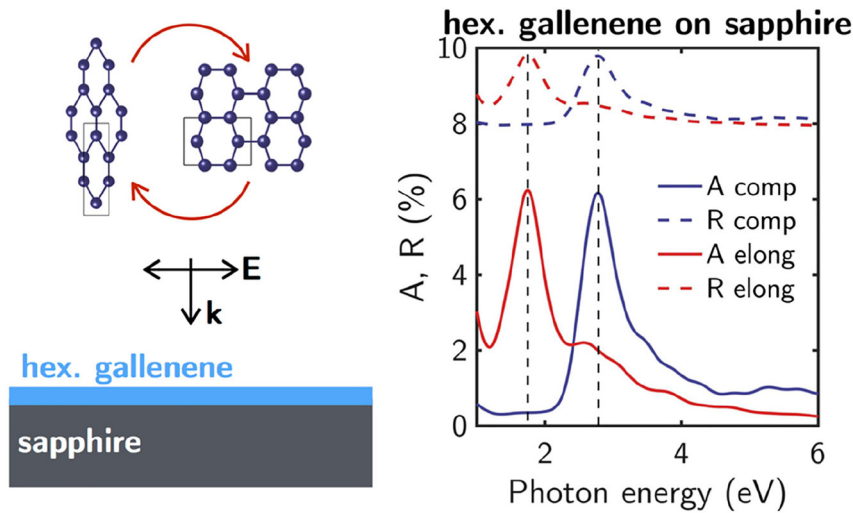 E
k
hex. gallenene
sapphire
hex. gallenene on sapphire
A, R (%)
10
8
6
4
2
0
A comp
R comp
A elong
R elong
2 4 6
Photon energy (eV)